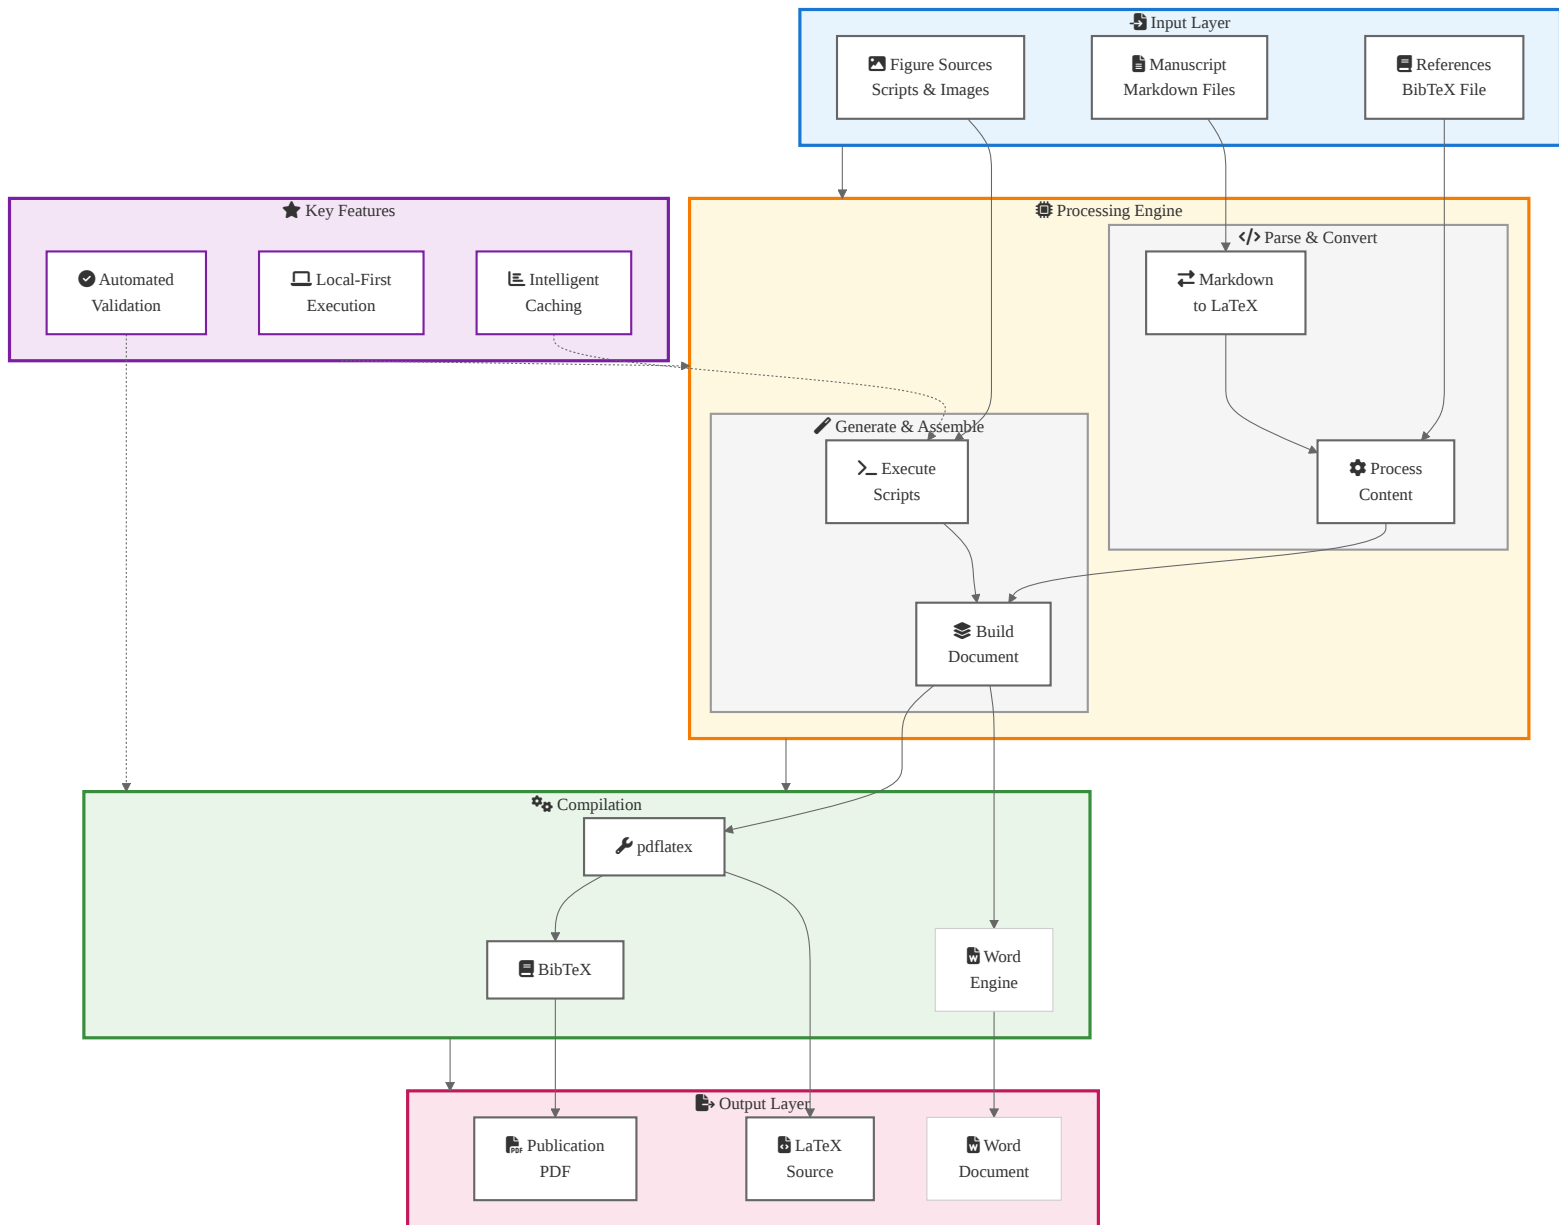 Input Layer
Figure Sources
Scripts & Images
Manuscript
Markdown Files
References
BibTeX File
Key Features
Automated
Validation
Local-First
Execution
Intelligent
Caching
Processing Engine
Parse & Convert
Markdown
to LaTeX
Process
Content
Generate & Assemble
Execute
Scripts
Build
Document
Compilation
pdflatex
BibTeX
Word
Engine
Output Layer
Publication
PDF
LaTeX
Source
Word
Document